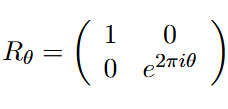 R_θ = ( 1 0
0 e^{2πiθ} )